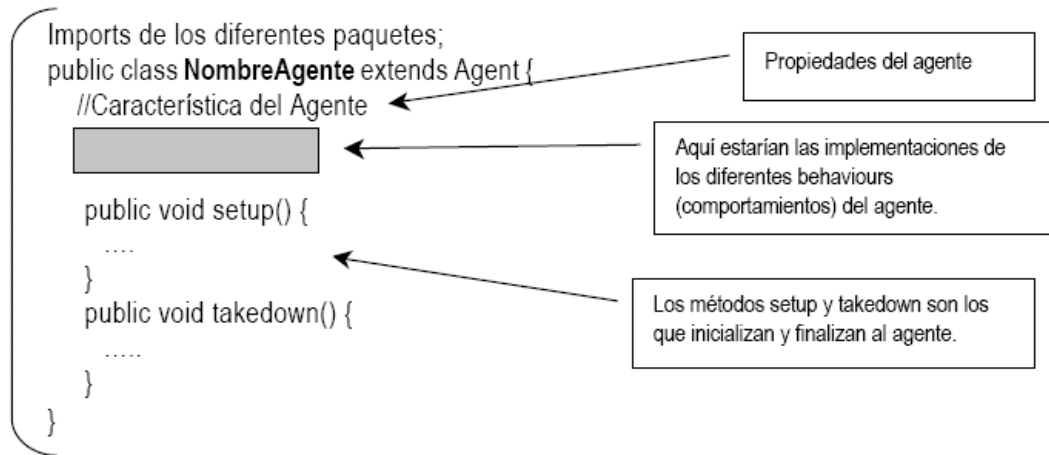 Imports de los diferentes paquetes;
public class NombreAgente extends Agent {
//Característica del Agente
public void setup() {
....
}
public void takedown() {
.....
}
}
Propiedades del agente
Aquí estarían las implementaciones de
los diferentes behaviours
(comportamientos) del agente.
Los métodos setup y takedown son los
que inicializan y finalizan al agente.